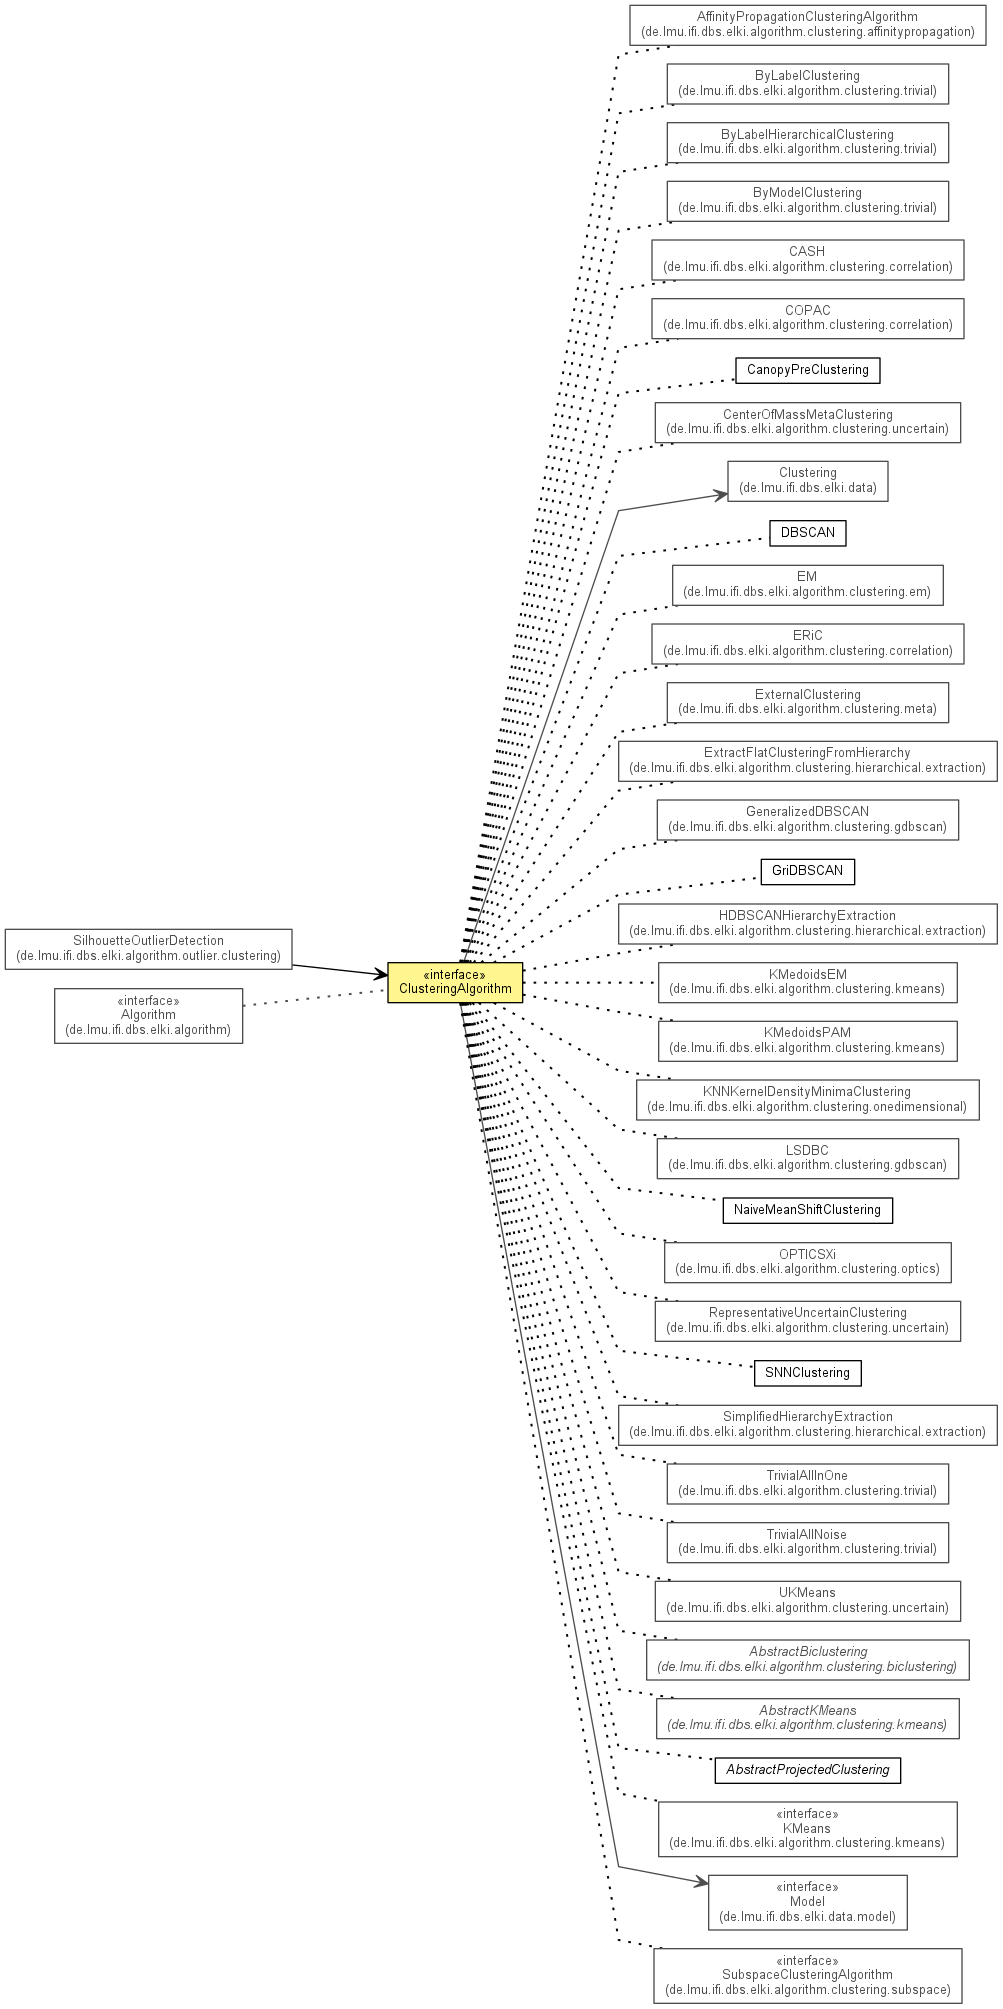 AffinityPropagationClusteringAlgorithm
(de.lmu.ifi.dbs.elki.algorithm.clustering.affinitypropagation)
ByLabelClustering
(de.lmu.ifi.dbs.elki.algorithm.clustering.trivial)
ByLabelHierarchicalClustering
(de.lmu.ifi.dbs.elki.algorithm.clustering.trivial)
ByModelClustering
(de.lmu.ifi.dbs.elki.algorithm.clustering.trivial)
CASH
(de.lmu.ifi.dbs.elki.algorithm.clustering.correlation)
COPAC
(de.lmu.ifi.dbs.elki.algorithm.clustering.correlation)
CanopyPreClustering
CenterOfMassMetaClustering
(de.lmu.ifi.dbs.elki.algorithm.clustering.uncertain)
Clustering
(de.lmu.ifi.dbs.elki.data)
DBSCAN
EM
(de.lmu.ifi.dbs.elki.algorithm.clustering.em)
ERiC
(de.lmu.ifi.dbs.elki.algorithm.clustering.correlation)
ExternalClustering
(de.lmu.ifi.dbs.elki.algorithm.clustering.meta)
ExtractFlatClusteringFromHierarchy
(de.lmu.ifi.dbs.elki.algorithm.clustering.hierarchical.extraction)
GeneralizedDBSCAN
(de.lmu.ifi.dbs.elki.algorithm.clustering.gdbscan)
GriDBSCAN
HDBSCANHierarchyExtraction
(de.lmu.ifi.dbs.elki.algorithm.clustering.hierarchical.extraction)
SilhouetteOutlierDetection
(de.lmu.ifi.dbs.elki.algorithm.outlier.clustering)
«interface»
Algorithm
(de.lmu.ifi.dbs.elki.algorithm)
«interface»
ClusteringAlgorithm
KMedoidsEM
(de.lmu.ifi.dbs.elki.algorithm.clustering.kmeans)
KMedoidsPAM
(de.lmu.ifi.dbs.elki.algorithm.clustering.kmeans)
KNNKernelDensityMinimaClustering
(de.lmu.ifi.dbs.elki.algorithm.clustering.onedimensional)
LSDBC
(de.lmu.ifi.dbs.elki.algorithm.clustering.gdbscan)
NaiveMeanShiftClustering
OPTICSXi
(de.lmu.ifi.dbs.elki.algorithm.clustering.optics)
RepresentativeUncertainClustering
(de.lmu.ifi.dbs.elki.algorithm.clustering.uncertain)
SNNClustering
SimplifiedHierarchyExtraction
(de.lmu.ifi.dbs.elki.algorithm.clustering.hierarchical.extraction)
TrivialAllInOne
(de.lmu.ifi.dbs.elki.algorithm.clustering.trivial)
TrivialAllNoise
(de.lmu.ifi.dbs.elki.algorithm.clustering.trivial)
UKMeans
(de.lmu.ifi.dbs.elki.algorithm.clustering.uncertain)
AbstractBiclustering
(de.lmu.ifi.dbs.elki.algorithm.clustering.biclustering)
AbstractKMeans
(de.lmu.ifi.dbs.elki.algorithm.clustering.kmeans)
AbstractProjectedClustering
«interface»
KMeans
(de.lmu.ifi.dbs.elki.algorithm.clustering.kmeans)
«interface»
Model
(de.lmu.ifi.dbs.elki.data.model)
«interface»
SubspaceClusteringAlgorithm
(de.lmu.ifi.dbs.elki.algorithm.clustering.subspace)